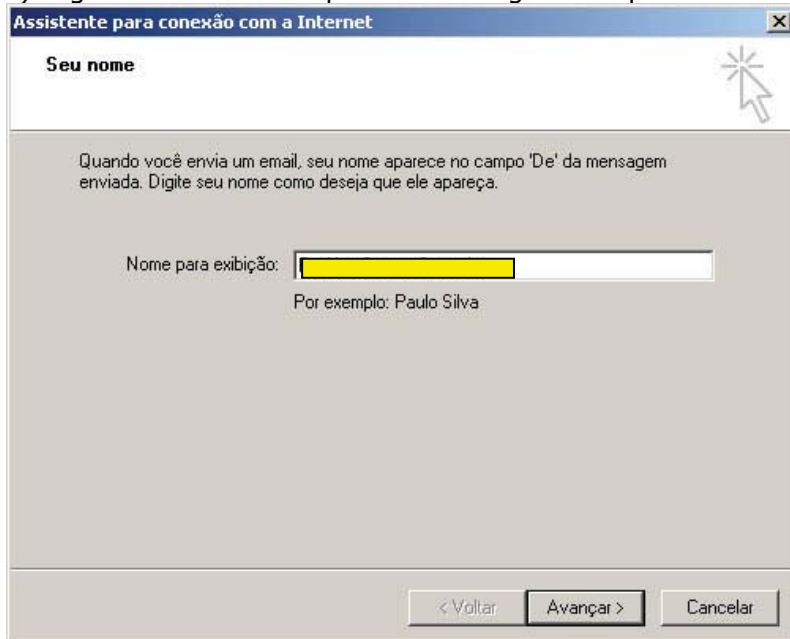 Assistente para conexão com a Internet
Seu nome
Quando você envia um email, seu nome aparece no campo 'De' da mensagem
enviada. Digite seu nome como deseja que ele apareça.
Nome para exibição:
Por exemplo: Paulo Silva
< Voltar
Avançar >
Cancelar